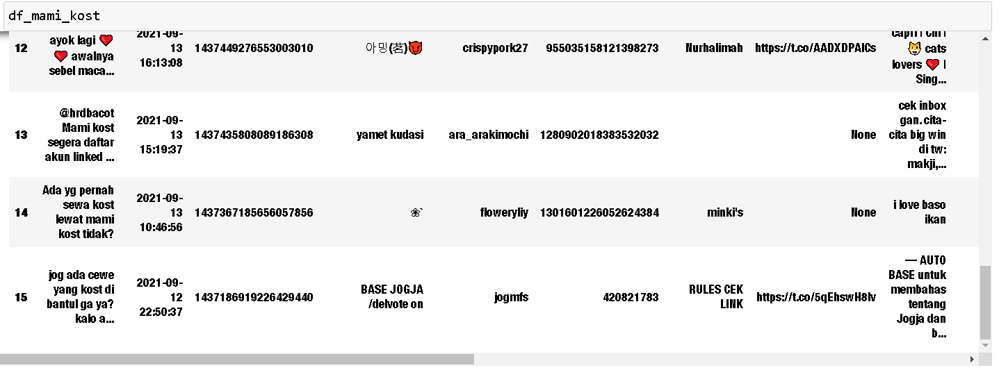 df_mami_kost
12
ayok lagi ❤️
❤️ awalnya
sebel maca...
2021-09-
13
16:13:08
1437449276553003010
아밍(茗)😈
crispypork27
955035158121398273
Nurhalimah
https://t.co/AADXDPAlCs
capri | Chi |
🐱 cats
lovers ❤️ |
Sing...
13
@hrdbacot
Mami kost
segera daftar
akun linked ...
2021-09-
13
15:19:37
1437435808089186308
yamet kudasi
ara_arakimochi
1280902018383532032
None
cek inbox
gan. cita-
cita big win
di tw:
makji,...
14
Ada yg pernah
sewa kost
lewat mami
kost tidak?
2021-09-
13
10:46:56
1437367185656057856
❀`
floweryliy
1301601226052624384
minki's
None
i love baso
ikan
15
jog ada cewe
yang kost di
bantul ga ya?
kalo a...
2021-09-
12
22:50:37
1437186919226429440
BASE JOGJA
/delvote on
jogmfs
420821783
RULES CEK
LINK
https://t.co/5qEhswH8lv
— AUTO
BASE untuk
membahas
tentang
Jogja dan
b...